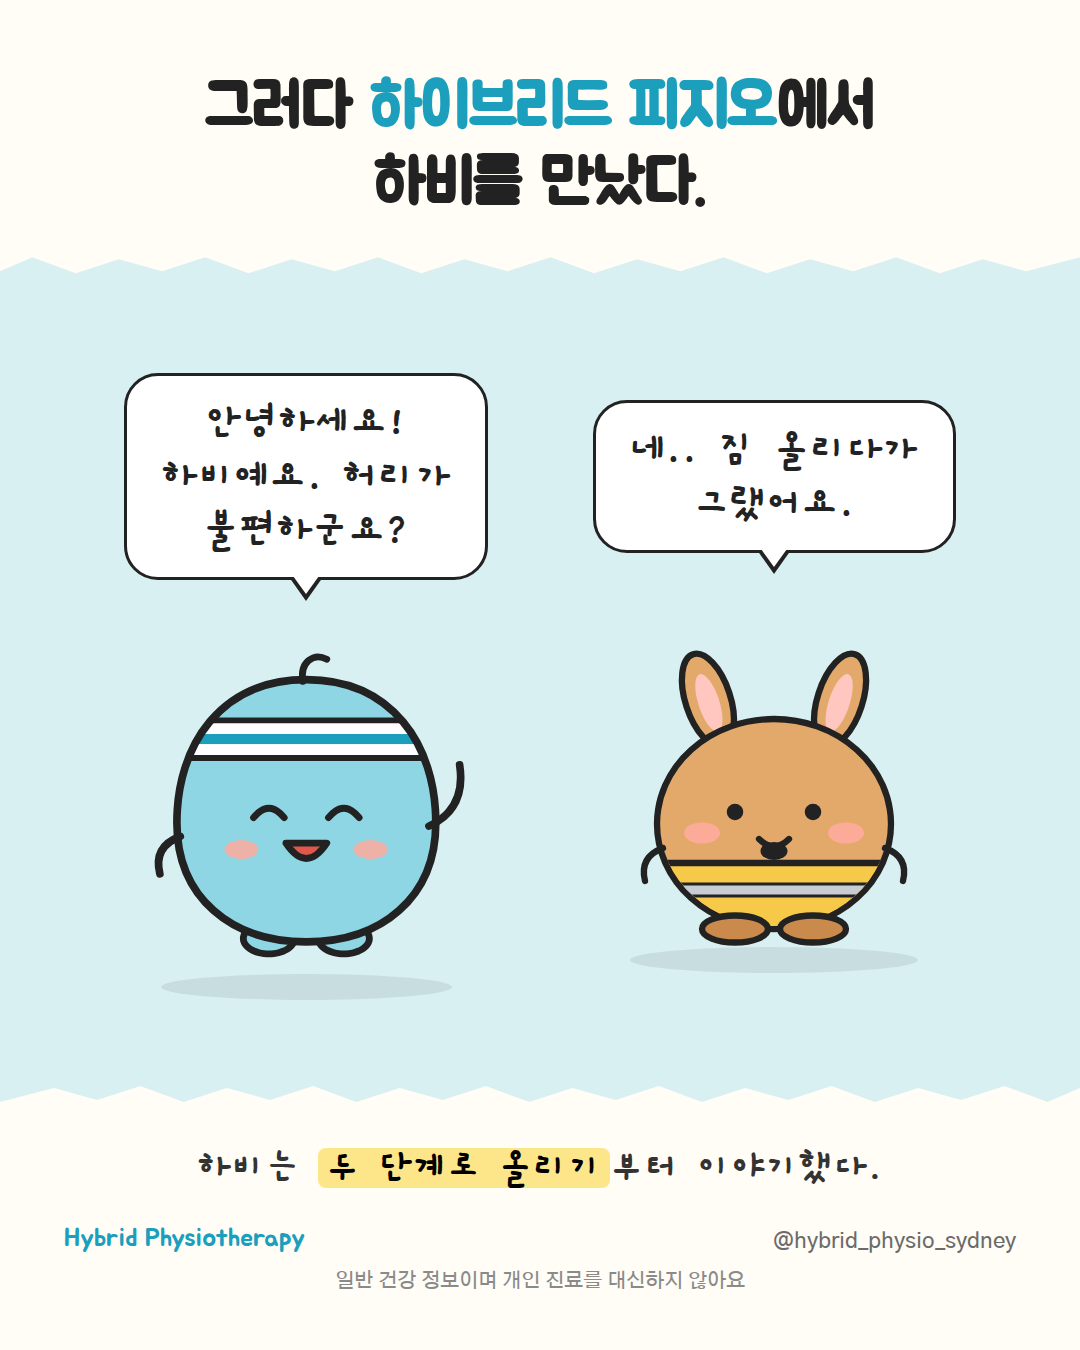 그러다 하이브리드 피지오에서
하비를 만났다.
안녕하세요!
하비예요. 허리가
불편하군요?
네.. 짐 올리다가
그랬어요.
하비는 두 단계로 올리기부터 이야기했다.
Hybrid Physiotherapy
@hybrid_physio_sydney
일반 건강 정보이며 개인 진료를 대신하지 않아요